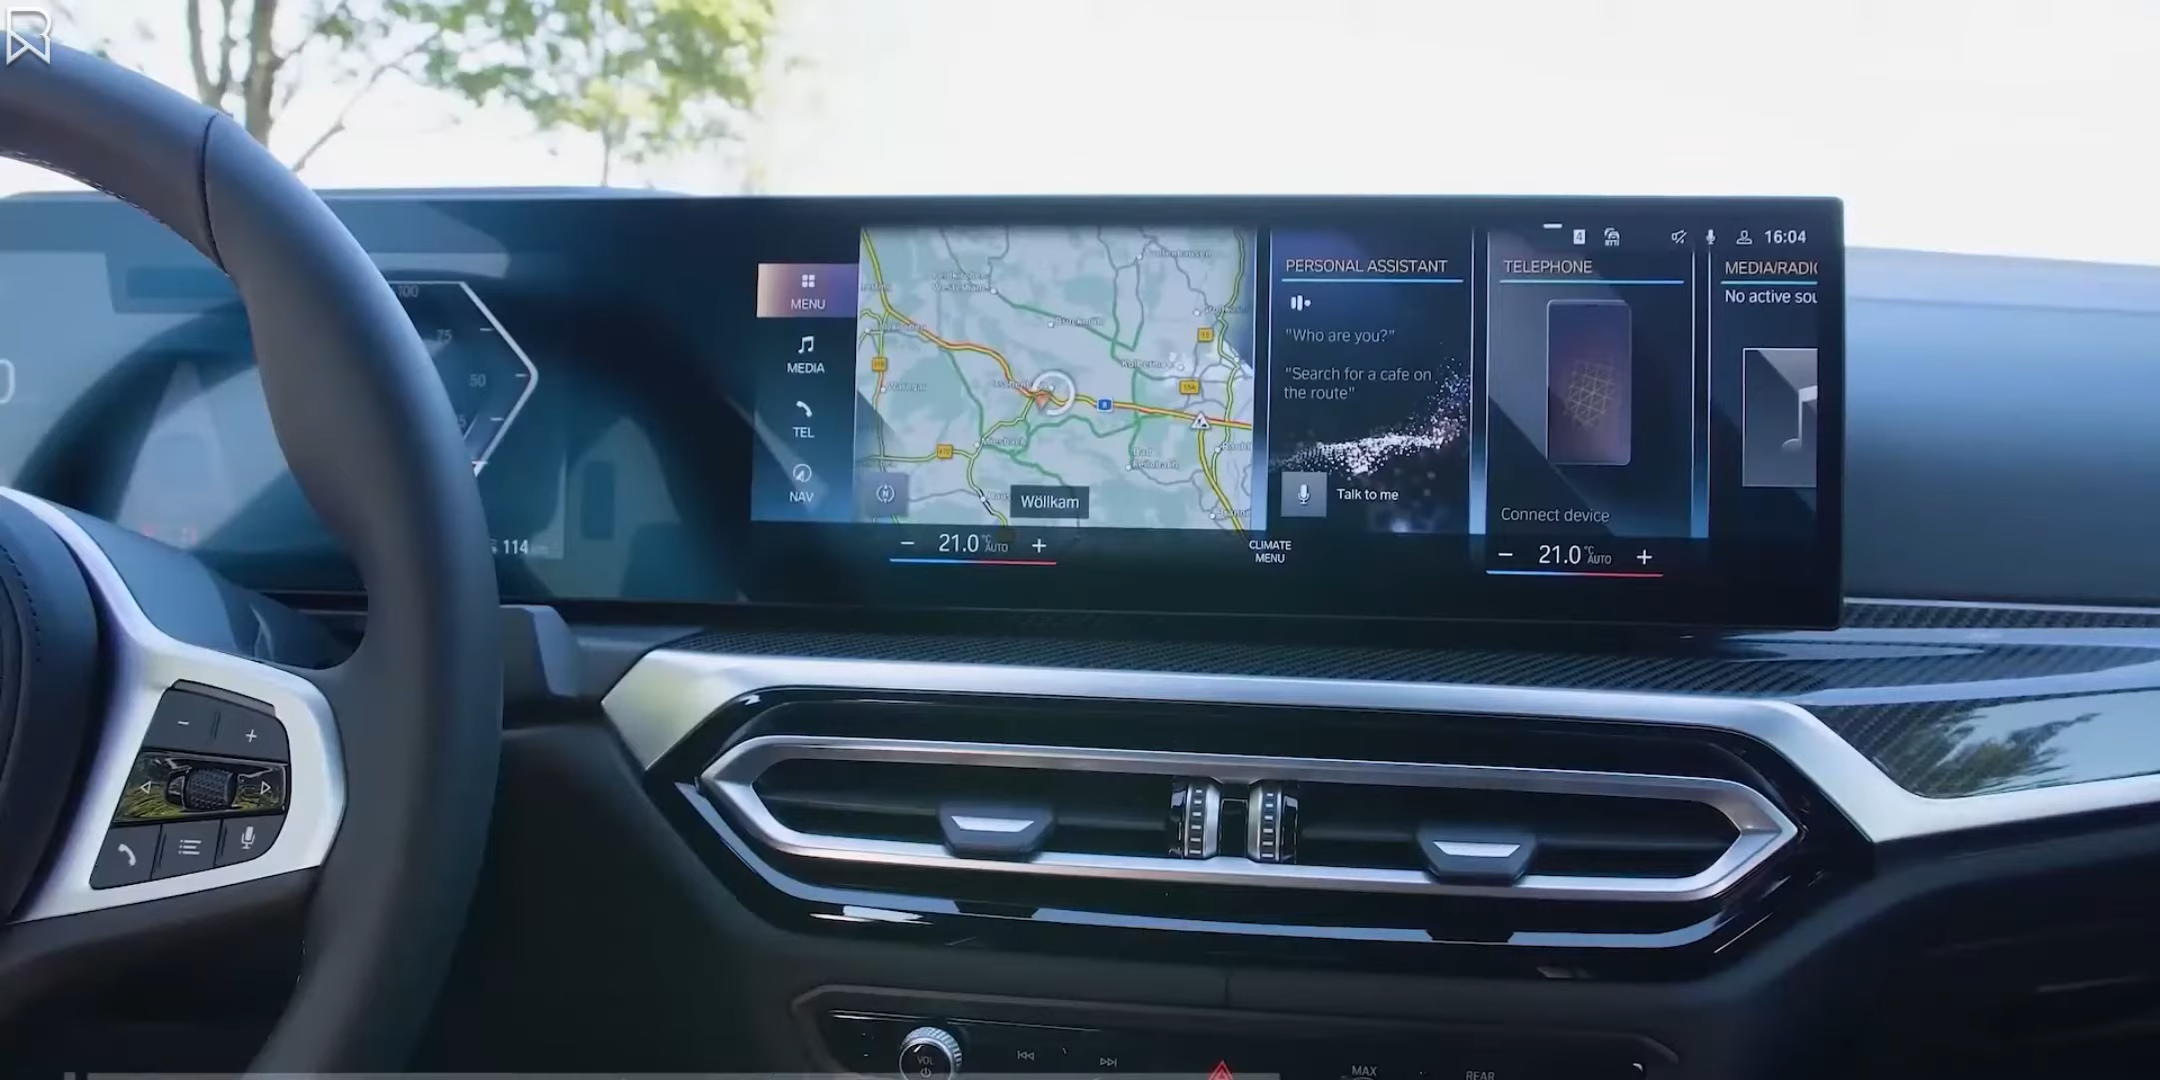 100
75
50
114
MENU
MEDIA
TEL
NAV
Wöllkam
PERSONAL ASSISTANT
"Who are you?"
"Search for a cafe on
the route"
Talk to me
4
16:04
TELEPHONE
Connect device
MEDIA/RADIO
No active sou
- 21.0 °C AUTO +
CLIMATE
MENU
- 21.0 °C AUTO +
- +
VOL
MAX
REAR